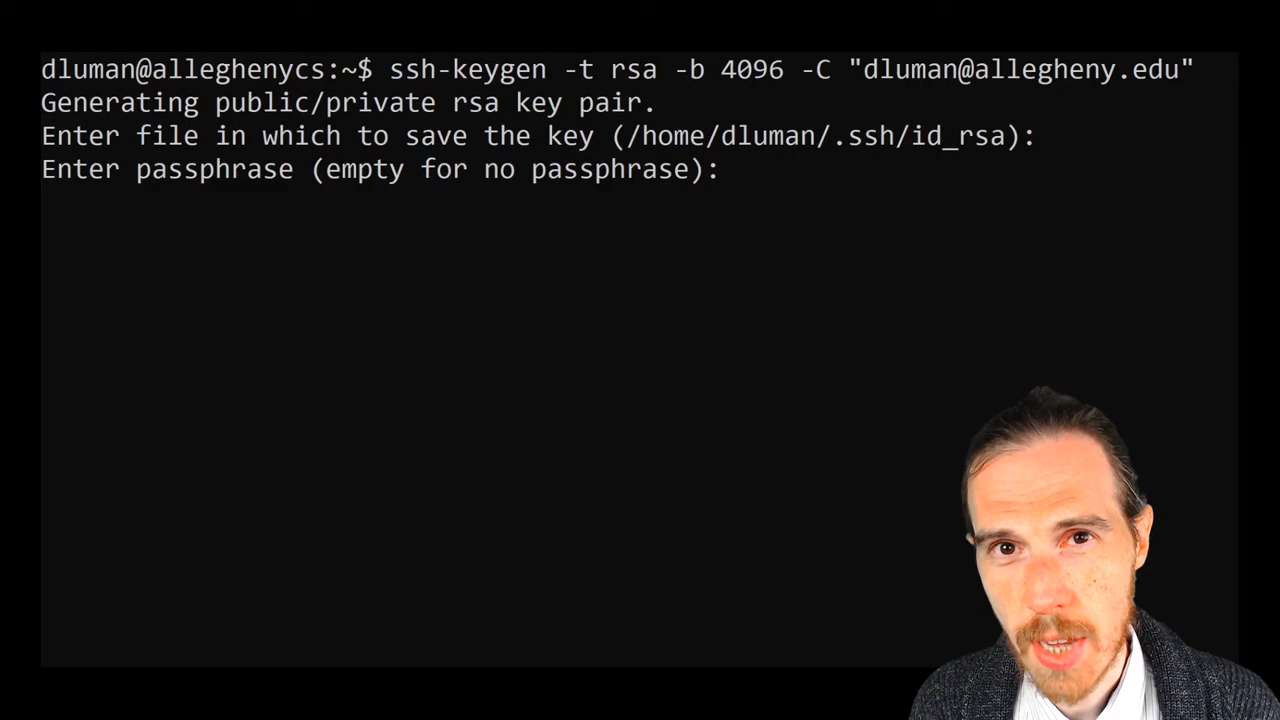 dluman@alleghenycs:~$ ssh-keygen -t rsa -b 4096 -C "dluman@allegheny.edu"
Generating public/private rsa key pair.
Enter file in which to save the key (/home/dluman/.ssh/id_rsa):
Enter passphrase (empty for no passphrase):